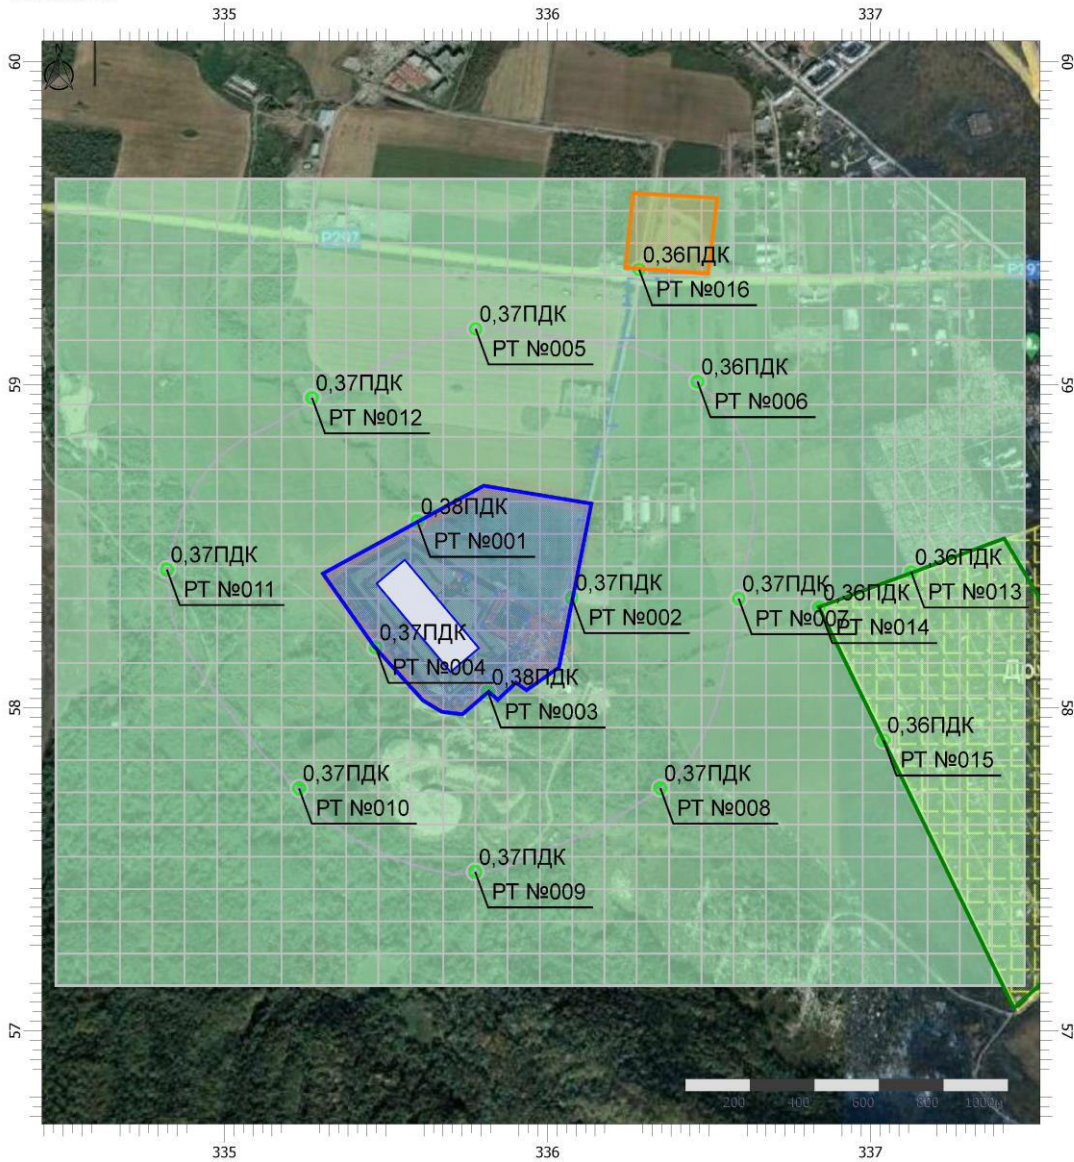 335 336 337
60 60
N
Р297
0,36ПДК
РТ №016
0,37ПДК
РТ №005
59 59
0,37ПДК
РТ №012
0,36ПДК
РТ №006
0,38ПДК
РТ №001
0,37ПДК
РТ №011
0,37ПДК
РТ №002
0,37ПДК
РТ №007
0,36ПДК
РТ №014
0,36ПДК
РТ №013
0,37ПДК
РТ №004
0,38ПДК
РТ №003
58 58
0,36ПДК
РТ №015
0,37ПДК
РТ №010
0,37ПДК
РТ №008
0,37ПДК
РТ №009
57 57
200 400 600 800 1000м
335 336 337